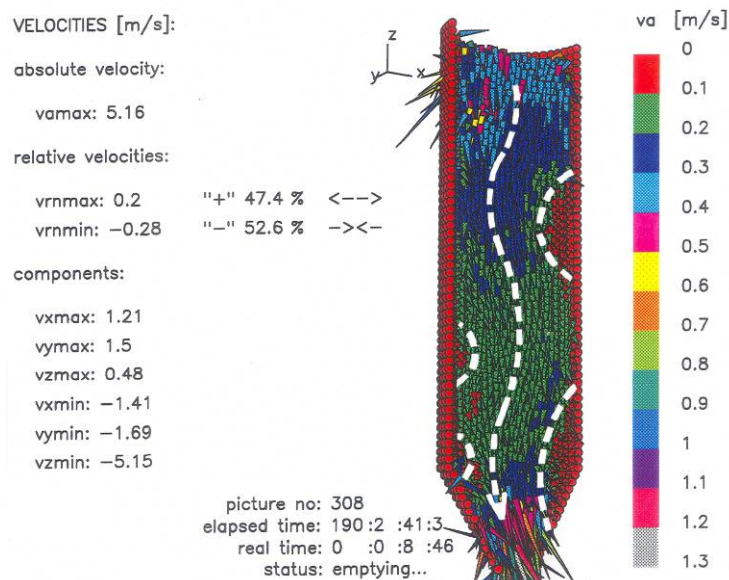 VELOCITIES [m/s]:
absolute velocity:
vamax: 5.16
relative velocities:
vrnmax: 0.2 "+" 47.4 % <-->
vrnmin: -0.28 "-" 52.6 % -><-
components:
vxmax: 1.21
vymax: 1.5
vzmax: 0.48
vxmin: -1.41
vymin: -1.69
vzmin: -5.15
picture no: 308
elapsed time: 190 :2 :41 :3
real time: 0 :0 :8 :46
status: emptying...
z
y x
va [m/s]
0
0.1
0.2
0.3
0.4
0.5
0.6
0.7
0.8
0.9
1
1.1
1.2
1.3